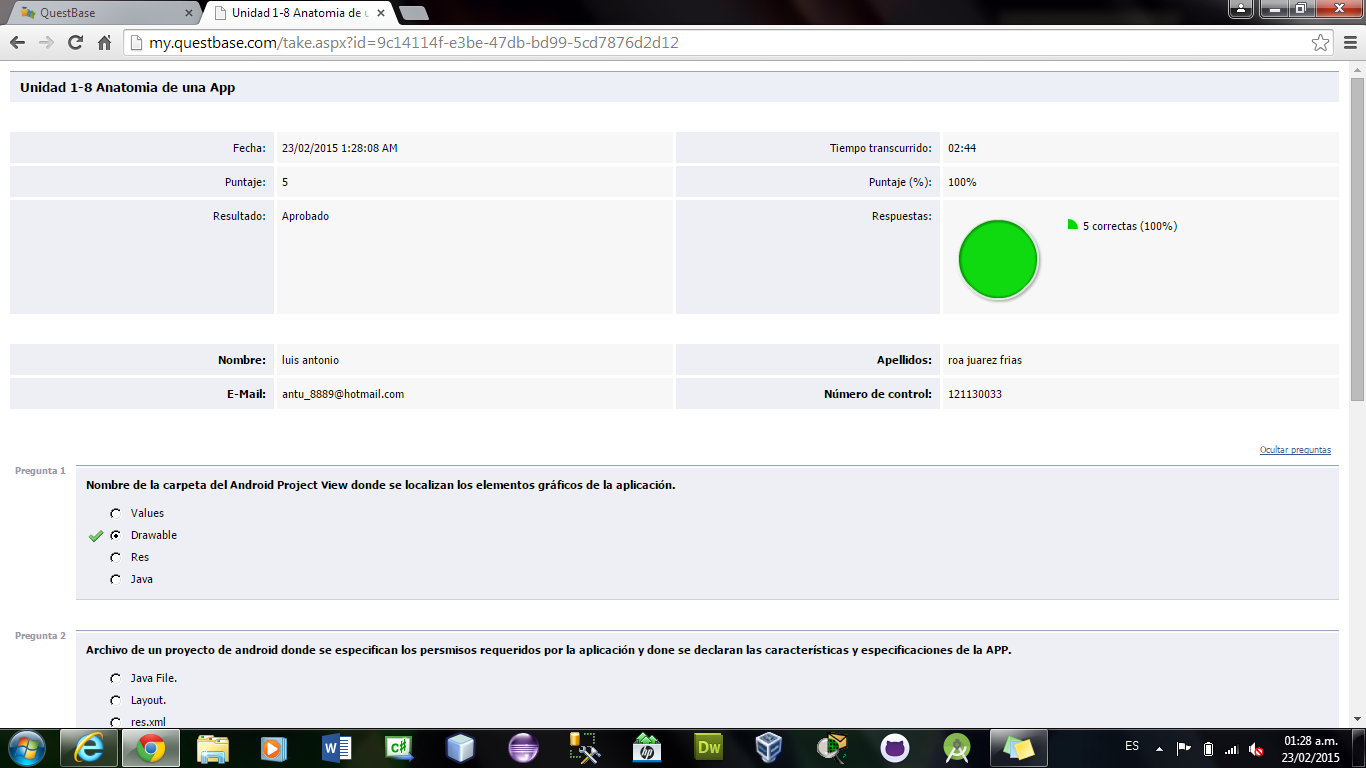 QuestBase
Unidad 1-8 Anatomia de u
my.questbase.com/take.aspx?id=9c14114f-e3be-47db-bd99-5cd7876d2d12
Unidad 1-8 Anatomia de una App
Fecha: 23/02/2015 1:28:08 AM Tiempo transcurrido: 02:44
Puntaje: 5 Puntaje (%): 100%
Resultado: Aprobado Respuestas: 5 correctas (100%)
Nombre: luis antonio Apellidos: roa juarez frias
E-Mail: antu_8889@hotmail.com Número de control: 121130033
Ocultar preguntas
Pregunta 1
Nombre de la carpeta del Android Project View donde se localizan los elementos gráficos de la aplicación.
Values
Drawable
Res
Java
Pregunta 2
Archivo de un proyecto de android donde se especifican los persmisos requeridos por la aplicación y done se declaran las características y especificaciones de la APP.
Java File.
Layout.
res.xml
W
C#
hp
Dw
ES
01:28 a.m.
23/02/2015